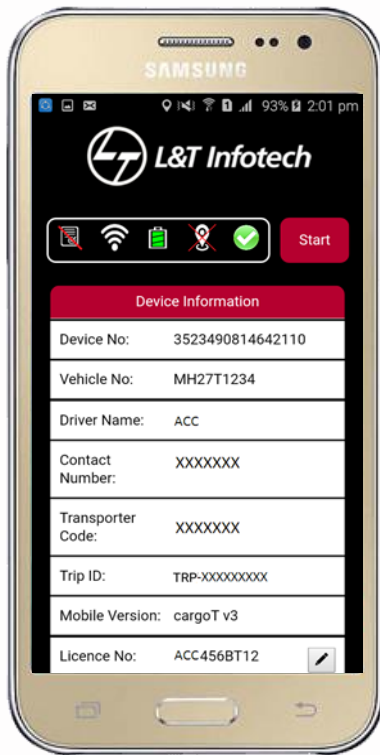 SAMSUNG
93% 2:01 pm
L&T Infotech
Start
Device Information
Device No: 3523490814642110
Vehicle No: MH27T1234
Driver Name: ACC
Contact
Number: XXXXXXX
Transporter
Code: XXXXXXX
Trip ID: TRP-XXXXXXXXX
Mobile Version: cargoT v3
Licence No: ACC456BT12